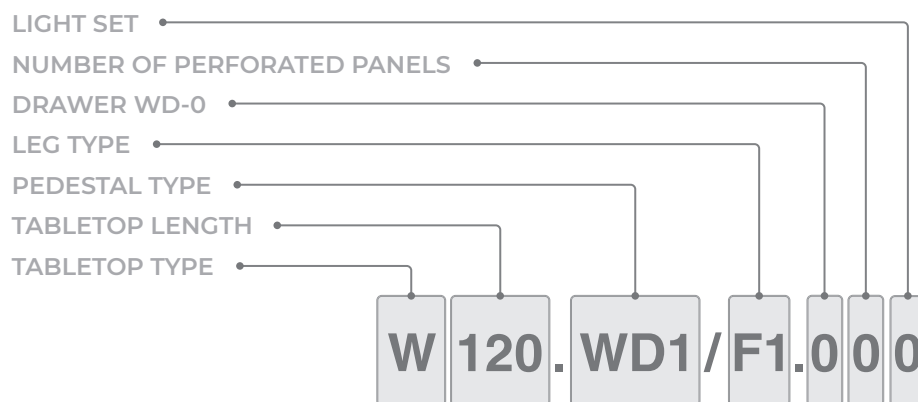 LIGHT SET
NUMBER OF PERFORATED PANELS
DRAWER WD-0
LEG TYPE
PEDESTAL TYPE
TABLETOP LENGTH
TABLETOP TYPE
W 120 . WD1 / F1 . 0 0 0